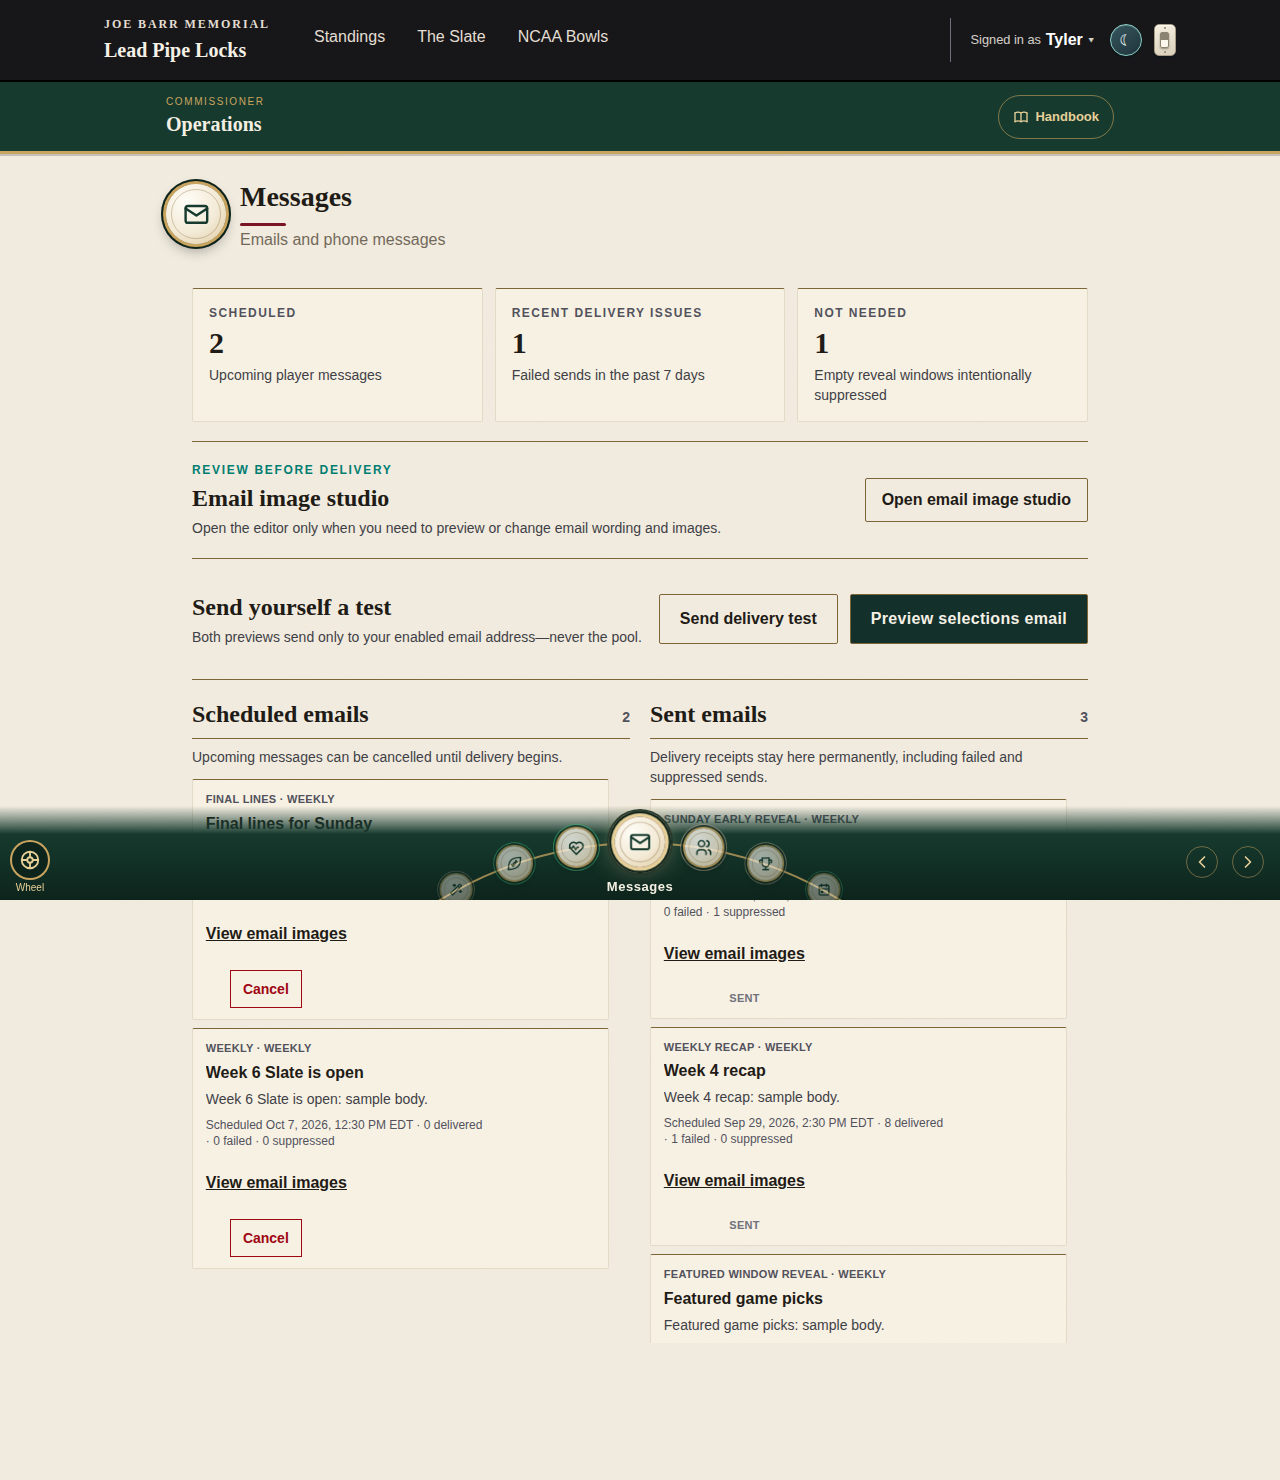 JOE BARR MEMORIAL
Lead Pipe Locks
Standings
The Slate
NCAA Bowls
Signed in as Tyler
COMMISSIONER
Operations
Handbook
Messages
Emails and phone messages
SCHEDULED
2
Upcoming player messages
RECENT DELIVERY ISSUES
1
Failed sends in the past 7 days
NOT NEEDED
1
Empty reveal windows intentionally
suppressed
REVIEW BEFORE DELIVERY
Email image studio
Open the editor only when you need to preview or change email wording and images.
Open email image studio
Send yourself a test
Both previews send only to your enabled email address—never the pool.
Send delivery test
Preview selections email
Scheduled emails
2
Upcoming messages can be cancelled until delivery begins.
FINAL LINES · WEEKLY
Final lines for Sunday
View email images
Cancel
WEEKLY · WEEKLY
Week 6 Slate is open
Week 6 Slate is open: sample body.
Scheduled Oct 7, 2026, 12:30 PM EDT · 0 delivered
· 0 failed · 0 suppressed
View email images
Cancel
Sent emails
3
Delivery receipts stay here permanently, including failed and
suppressed sends.
SUNDAY EARLY REVEAL · WEEKLY
0 failed · 1 suppressed
View email images
SENT
WEEKLY RECAP · WEEKLY
Week 4 recap
Week 4 recap: sample body.
Scheduled Sep 29, 2026, 2:30 PM EDT · 8 delivered
· 1 failed · 0 suppressed
View email images
SENT
FEATURED WINDOW REVEAL · WEEKLY
Featured game picks
Featured game picks: sample body.
Wheel
Messages